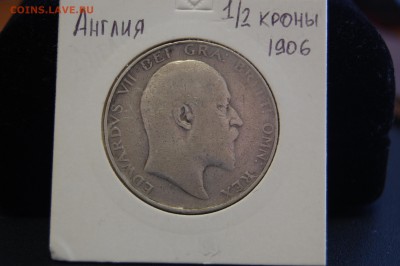 COINS.LAVE.RU
Англия
1/2 кроны
1906
EDWARDVS VII DEI GRA: BRITT: OMN: REX